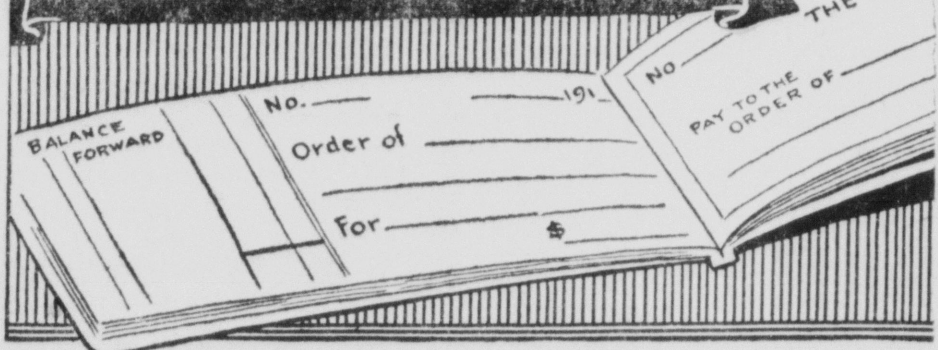 BALANCE
FORWARD
No. 191
Order of
For
$
THE
NO
PAY TO THE
ORDER OF